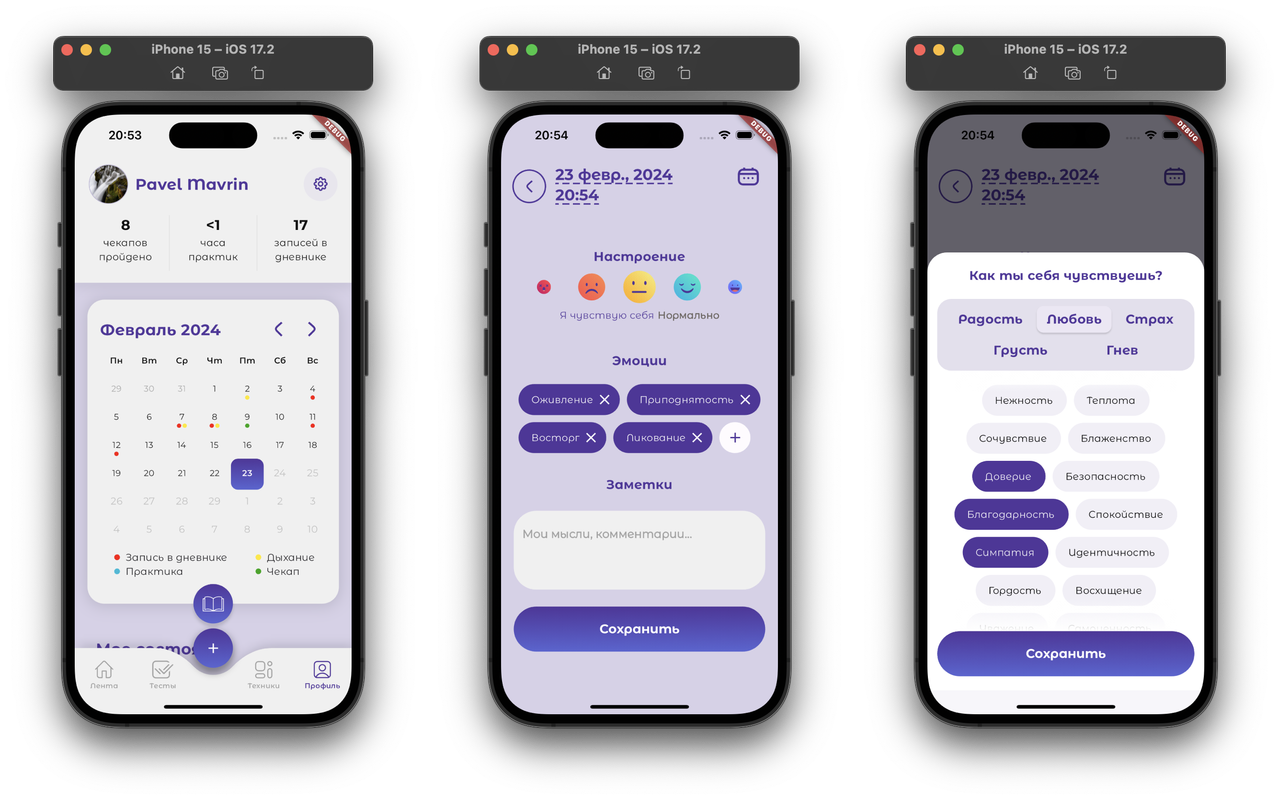 iPhone 15 – iOS 17.2
20:53
DEBUG
Pavel Mavrin
8
чекапов
пройдено
<1
часа
практик
17
записей в
дневнике
Февраль 2024
Пн Вт Ср Чт Пт Сб Вс
29 30 31 1 2 3 4
5 6 7 8 9 10 11
12 13 14 15 16 17 18
19 20 21 22 23 24 25
26 27 28 29 1 2 3
4 5 6 7 8 9 10
Запись в дневнике Дыхание
Практика Чекап
Мое состоя
+
Лента Тесты Техники Профиль
iPhone 15 – iOS 17.2
20:54
DEBUG
23 февр., 2024
20:54
Настроение
Я чувствую себя Нормально
Эмоции
Оживление Приподнятость
Восторг Ликование +
Заметки
Мои мысли, комментарии...
Сохранить
iPhone 15 – iOS 17.2
20:54
DEBUG
23 февр., 2024
20:54
Как ты себя чувствуешь?
Радость Любовь Страх
Грусть Гнев
Нежность Теплота
Сочувствие Блаженство
Доверие Безопасность
Благодарность Спокойствие
Симпатия Идентичность
Гордость Восхищение
Сохранить